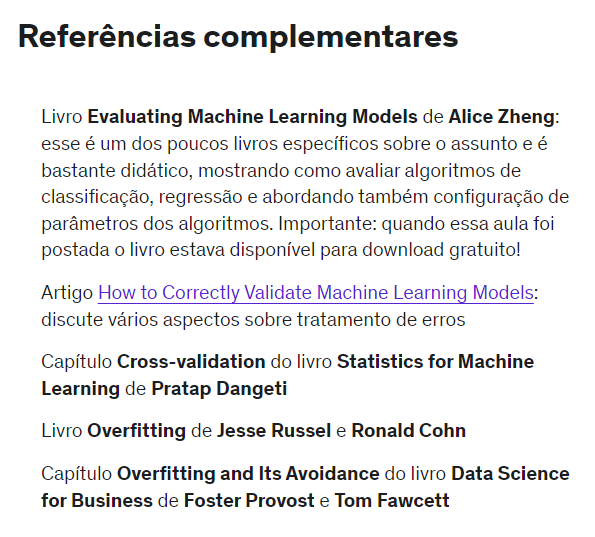 Referências complementares
Livro Evaluating Machine Learning Models de Alice Zheng:
esse é um dos poucos livros específicos sobre o assunto e é
bastante didático, mostrando como avaliar algoritmos de
classificação, regressão e abordando também configuração de
parâmetros dos algoritmos. Importante: quando essa aula foi
postada o livro estava disponível para download gratuito!
Artigo How to Correctly Validate Machine Learning Models:
discute vários aspectos sobre tratamento de erros
Capítulo Cross-validation do livro Statistics for Machine
Learning de Pratap Dangeti
Livro Overfitting de Jesse Russel e Ronald Cohn
Capítulo Overfitting and Its Avoidance do livro Data Science
for Business de Foster Provost e Tom Fawcett